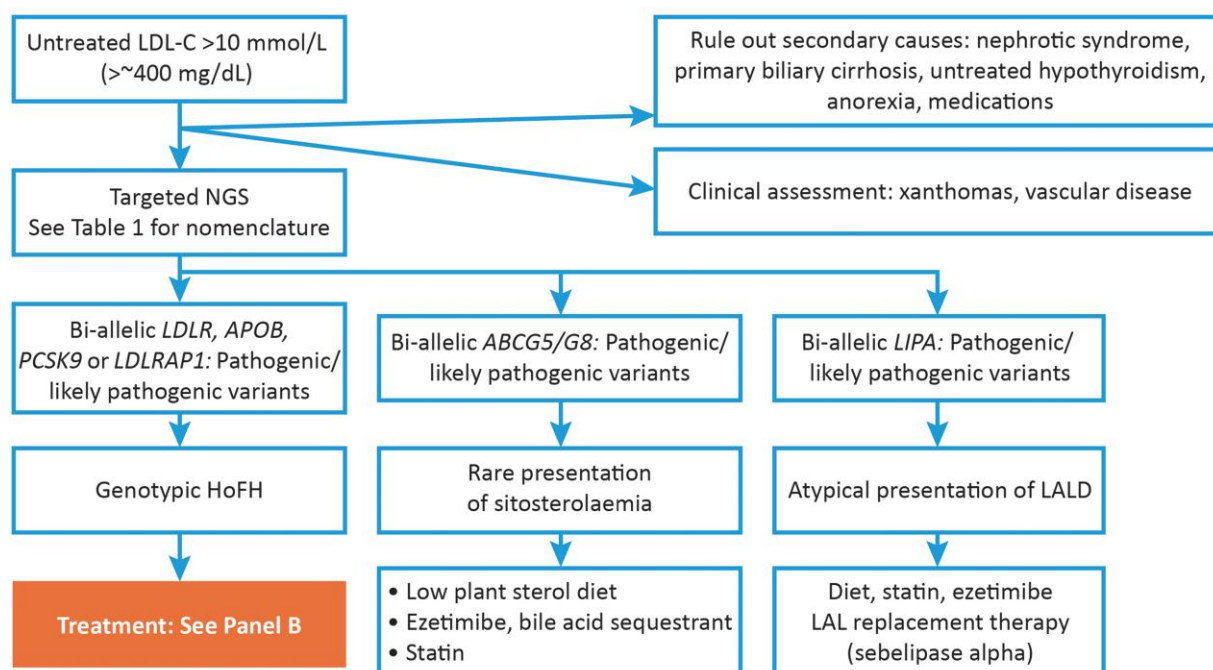 Untreated LDL-C >10 mmol/L
(>~400 mg/dL)
Rule out secondary causes: nephrotic syndrome,
primary biliary cirrhosis, untreated hypothyroidism,
anorexia, medications
Clinical assessment: xanthomas, vascular disease
Targeted NGS
See Table 1 for nomenclature
Bi-allelic LDLR, APOB,
PCSK9 or LDLRAP1: Pathogenic/
likely pathogenic variants
Bi-allelic ABCG5/G8: Pathogenic/
likely pathogenic variants
Bi-allelic LIPA: Pathogenic/
likely pathogenic variants
Genotypic HoFH
Rare presentation
of sitosterolaemia
Atypical presentation of LALD
Treatment: See Panel B
• Low plant sterol diet
• Ezetimibe, bile acid sequestrant
• Statin
Diet, statin, ezetimibe
LAL replacement therapy
(sebelipase alpha)